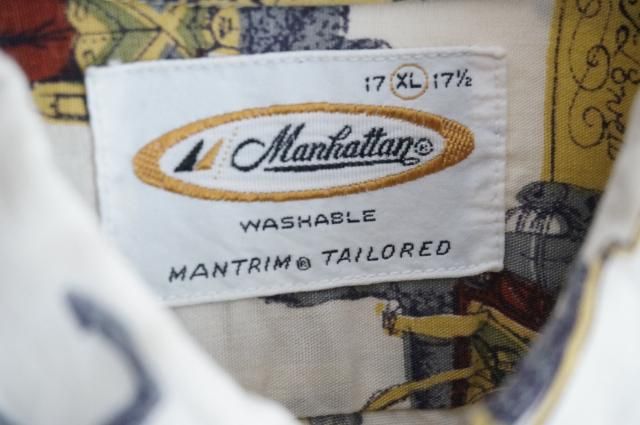 17 XL 17½
Manhattan®
WASHABLE
MANTRIM® TAILORED